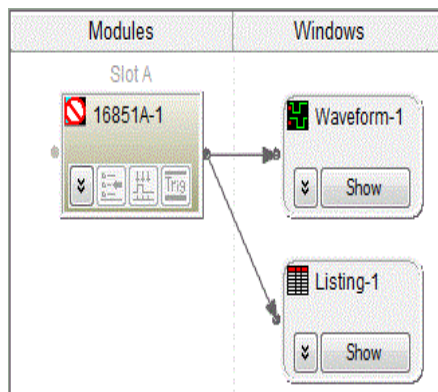 Modules
Windows
Slot A
16851A-1
Trig
Waveform-1
Show
Listing-1
Show